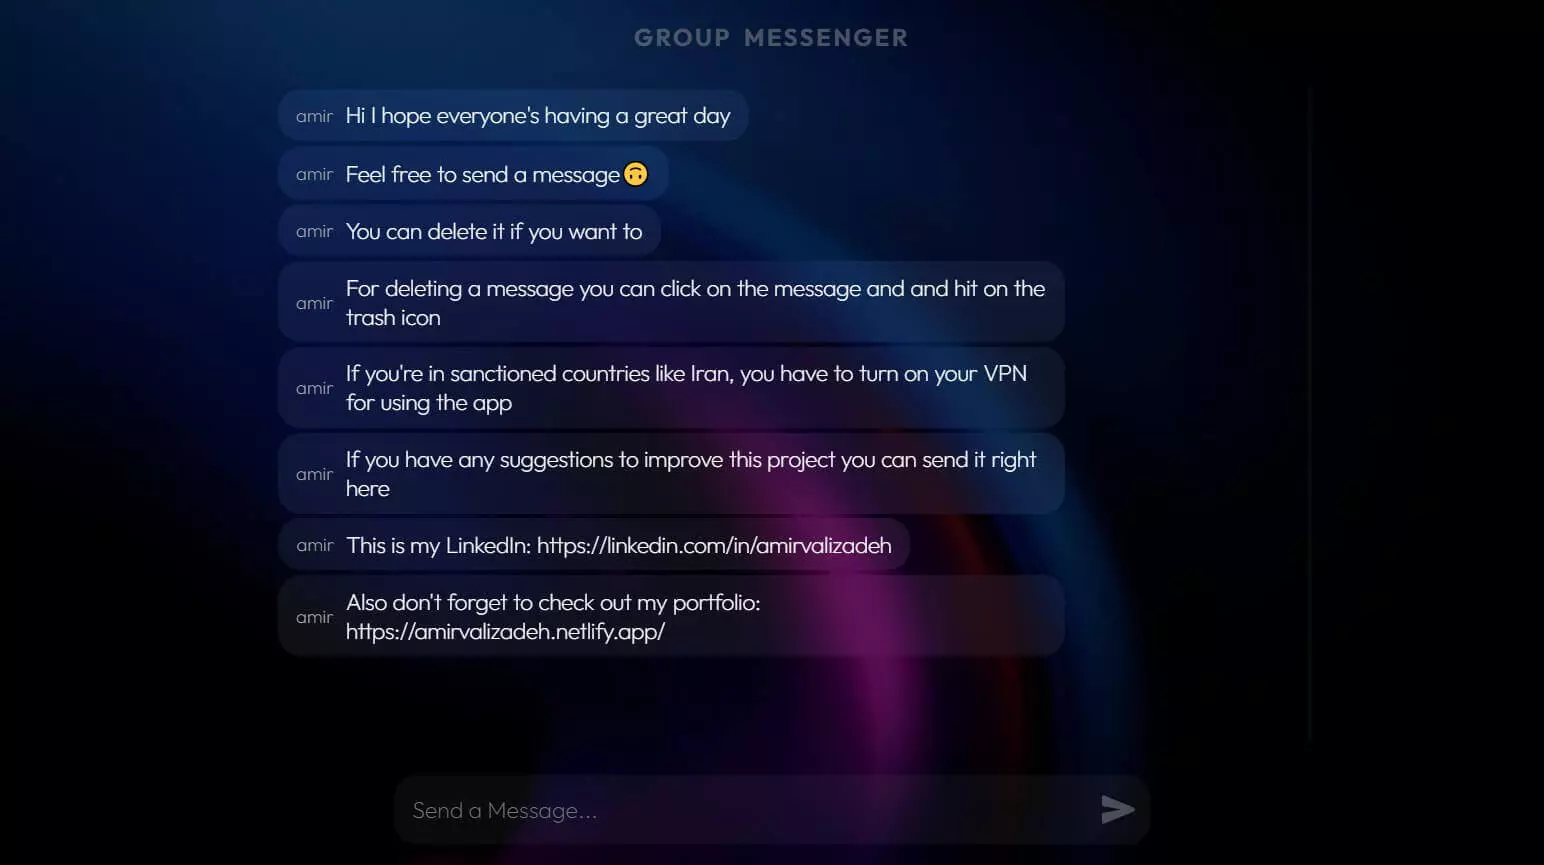 GROUP MESSENGER
amir Hi I hope everyone's having a great day
amir Feel free to send a message🙃
amir You can delete it if you want to
amir For deleting a message you can click on the message and and hit on the
trash icon
amir If you're in sanctioned countries like Iran, you have to turn on your VPN
for using the app
amir If you have any suggestions to improve this project you can send it right
here
amir This is my LinkedIn: https://linkedin.com/in/amirvalizadeh
amir Also don't forget to check out my portfolio:
https://amirvalizadeh.netlify.app/
Send a Message...